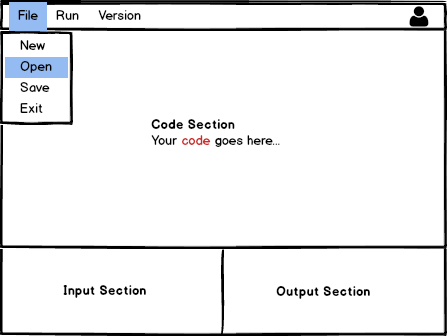 File Run Version
New
Open
Save
Exit
Code Section
Your code goes here...
Input Section
Output Section